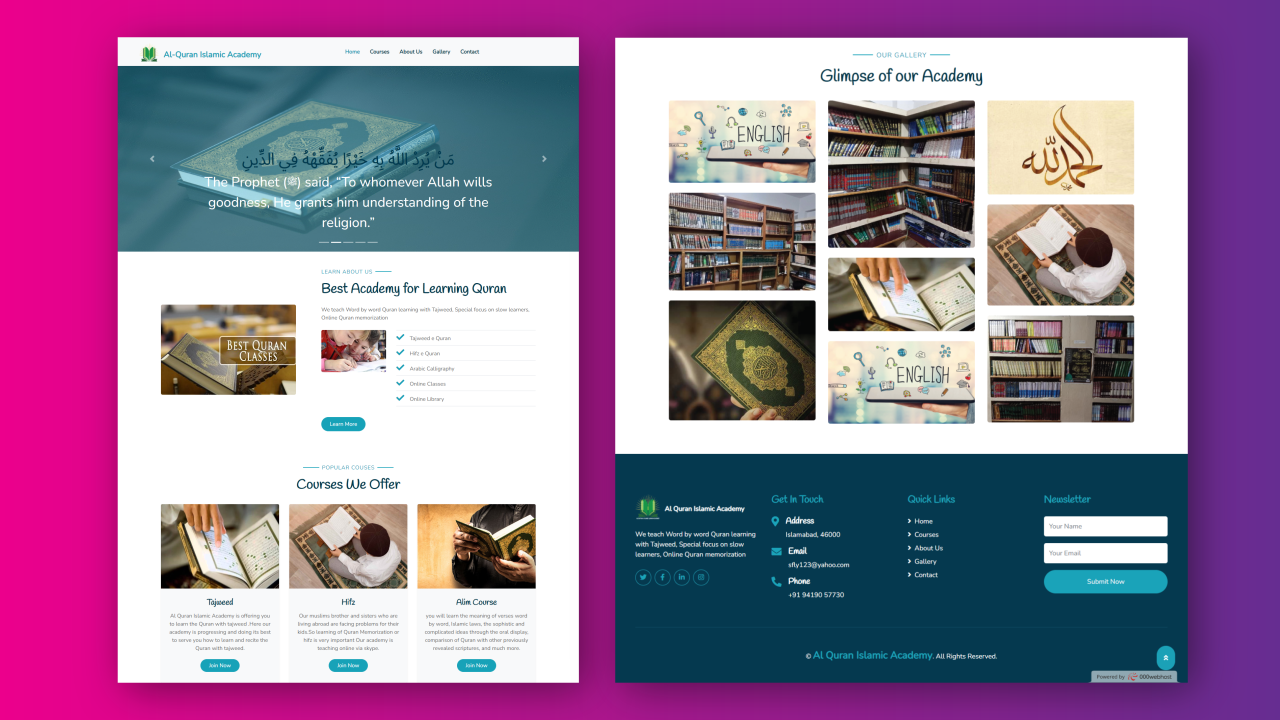 Al-Quran Islamic Academy
Home
Courses
About Us
Gallery
Contact
مَنْ يُرِدِ اللَّهُ بِهِ خَيْرًا يُفَقِّهْهُ فِي الدِّينِ
The Prophet (ﷺ) said, “To whomever Allah wills
goodness, He grants him understanding of the
religion.”
LEARN ABOUT US
Best Academy for Learning Quran
We teach Word by word Quran learning with Tajweed, Special focus on slow learners,
Online Quran memorization
BEST QURAN
CLASSES
Tajweed e Quran
Hifz e Quran
Arabic Calligraphy
Online Classes
Online Library
Learn More
POPULAR COUSES
Courses We Offer
Tajweed
Al Quran Islamic Academy is offering you
to learn the Quran with tajweed .Here our
academy is progressing and doing its best
to serve you how to learn and recite the
Quran with tajweed.
Join Now
Hifz
Our muslims brother and sisters who are
living abroad are facing problems for their
kids.So learning of Quran Memorization or
hifz is very important Our academy is
teaching online via skype.
Join Now
Alim Course
you will learn the meaning of verses word
by word, Islamic laws, the sophistic and
complicated ideas through the oral display,
comparison of Quran with other previously
revealed scriptures, and much more.
Join Now
OUR GALLERY
Glimpse of our Academy
ENGLISH
الحمد لله
ENGLISH
Al Quran Islamic Academy
We teach Word by word Quran learning
with Tajweed, Special focus on slow
learners, Online Quran memorization
Get In Touch
Address
Islamabad, 46000
Email
sfly123@yahoo.com
Phone
+91 94190 57730
Quick Links
Home
Courses
About Us
Gallery
Contact
Newsletter
Your Name
Your Email
Submit Now
© Al Quran Islamic Academy. All Rights Reserved.
Powered by 000webhost